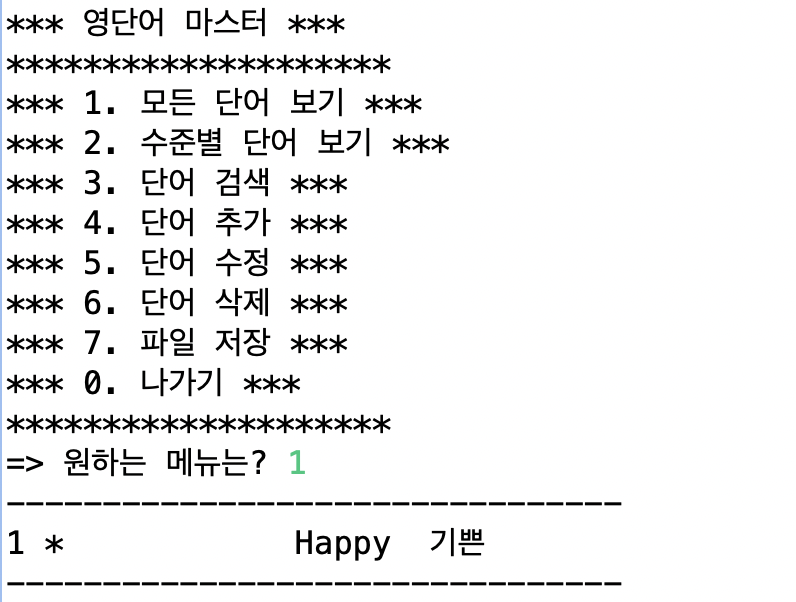 *** 영단어 마스터 ***
********************
*** 1. 모든 단어 보기 ***
*** 2. 수준별 단어 보기 ***
*** 3. 단어 검색 ***
*** 4. 단어 추가 ***
*** 5. 단어 수정 ***
*** 6. 단어 삭제 ***
*** 7. 파일 저장 ***
*** 0. 나가기 ***
********************
=> 원하는 메뉴는? 1
--------------------------------
1 *            Happy  기쁜
--------------------------------